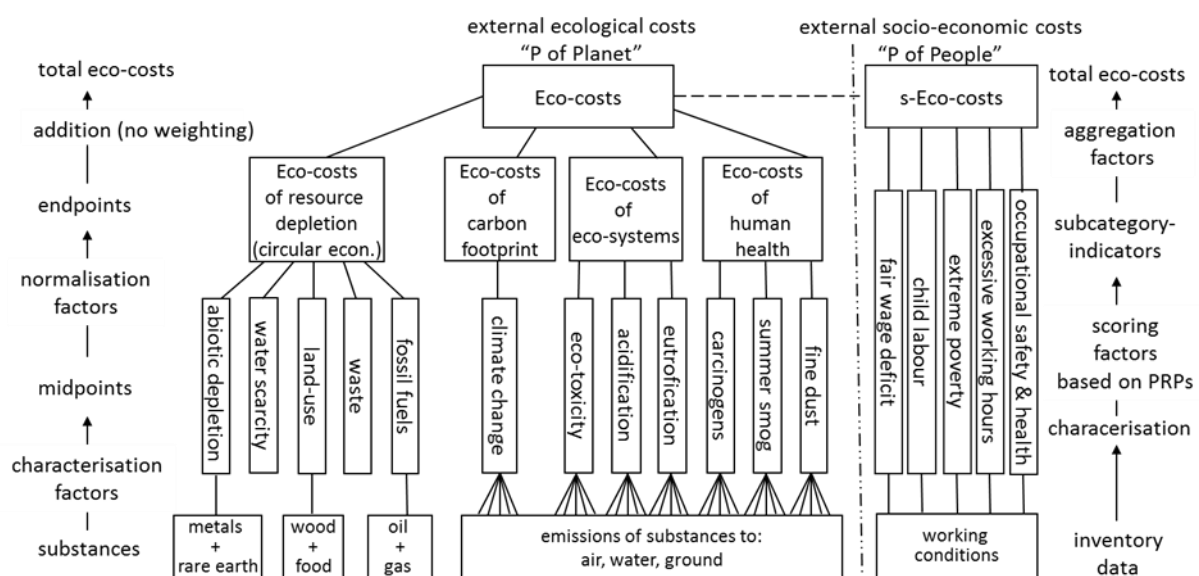 external ecological costs
“P of Planet”
external socio-economic costs
“P of People”
total eco-costs
addition (no weighting)
endpoints
normalisation
factors
midpoints
characterisation
factors
substances
Eco-costs
s-Eco-costs
Eco-costs
of resource
depletion
(circular econ.)
Eco-costs
of
carbon
footprint
Eco-costs
of
eco-systems
Eco-costs
of
human
health
abiotic depletion
water scarcity
land-use
waste
fossil fuels
climate change
eco-toxicity
acidification
eutrofication
carcinogens
summer smog
fine dust
fair wage deficit
child labour
extreme poverty
excessive working hours
occupational safety & health
metals
+
rare earth
wood
+
food
oil
+
gas
emissions of substances to:
air, water, ground
working
conditions
total eco-costs
aggregation
factors
subcategory-
indicators
scoring
factors
based on PRPs
characerisation
inventory
data